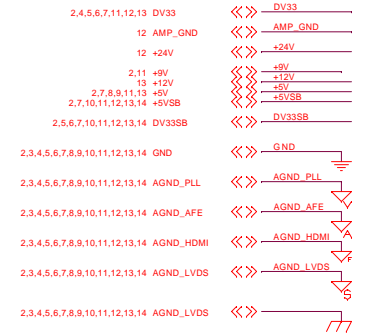 2,4,5,6,7,11,12,13 DV33 DV33
12 AMP_GND AMP_GND
12 +24V +24V
2,11 +9V +9V
13 +12V +12V
2,7,8,9,11,13 +5V +5V
2,7,10,11,12,13,14 +5VSB +5VSB
2,5,6,7,10,11,12,13,14 DV33SB DV33SB
2,3,4,5,6,7,8,9,10,11,12,13,14 GND GND
2,3,4,5,6,7,8,9,10,11,12,13,14 AGND_PLL AGND_PLL
V
2,3,4,5,6,7,8,9,10,11,12,13,14 AGND_AFE AGND_AFE
A
2,3,4,5,6,7,8,9,10,11,12,13,14 AGND_HDMI AGND_HDMI
2,3,4,5,6,7,8,9,10,11,12,13,14 AGND_LVDS AGND_LVDS
S
2,3,4,5,6,7,8,9,10,11,12,13,14 AGND_LVDS